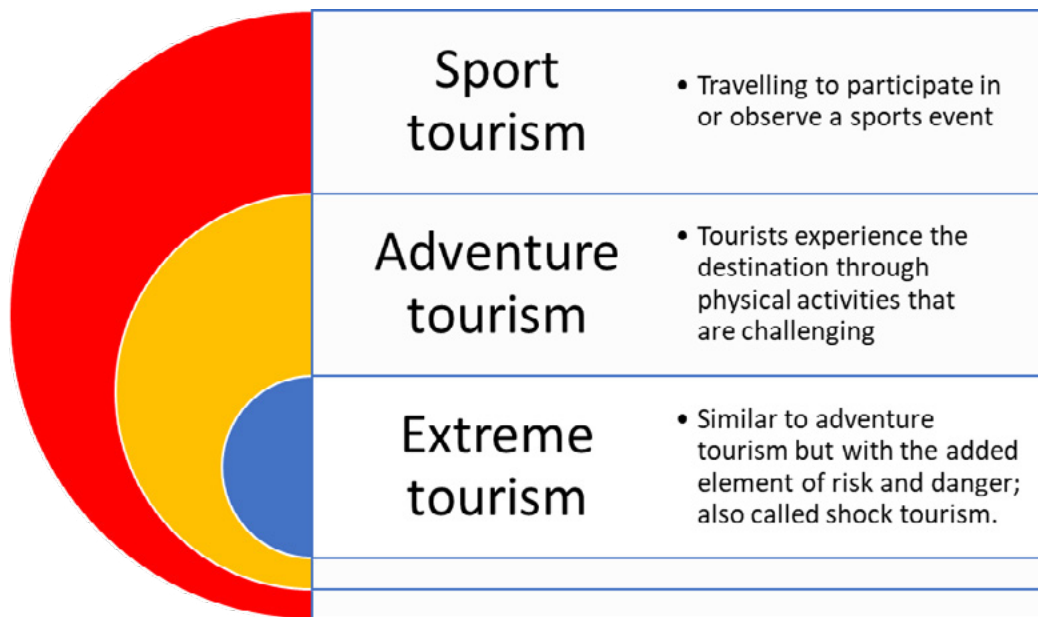 Sport
tourism
• Travelling to participate in
or observe a sports event
Adventure
tourism
• Tourists experience the
destination through
physical activities that
are challenging
Extreme
tourism
• Similar to adventure
tourism but with the added
element of risk and danger;
also called shock tourism.